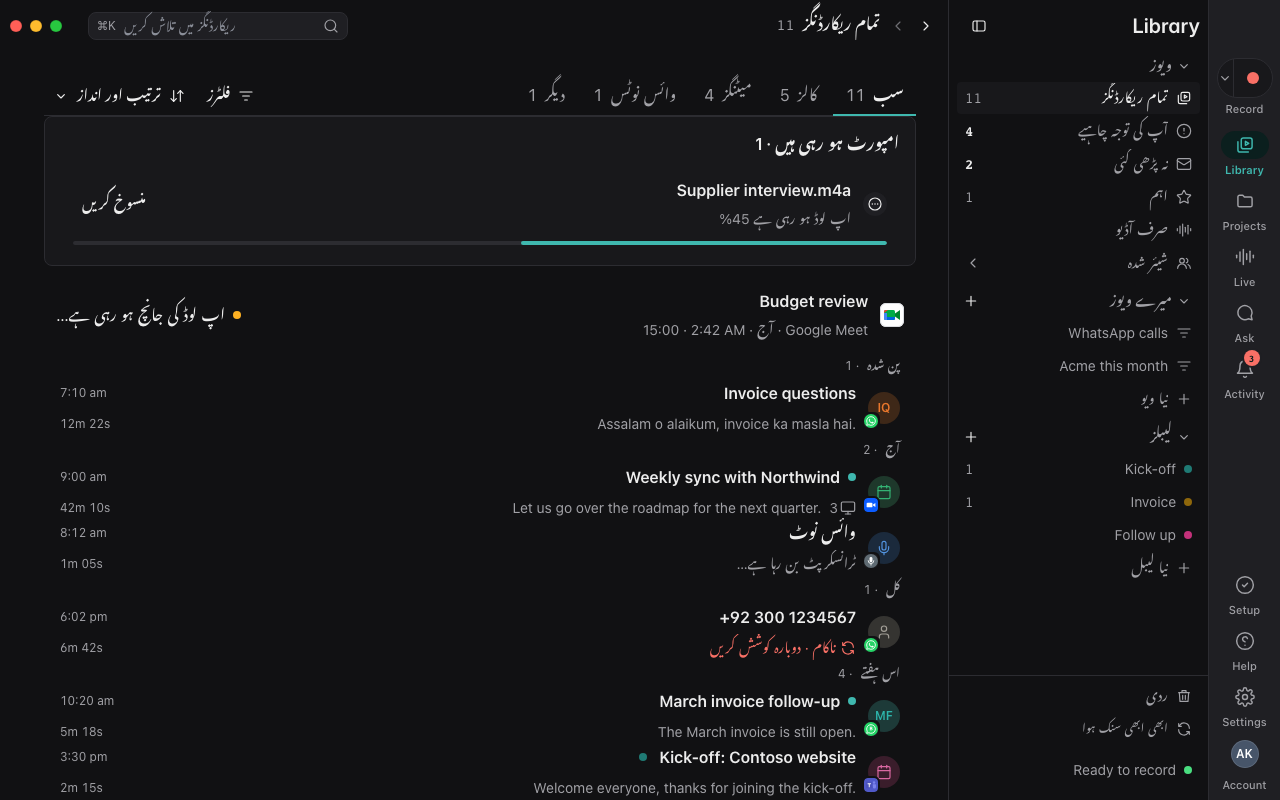 Record
Library
Projects
Live
Ask
3
Activity
Setup
Help
Settings
AK
Account
Library
ویوز
تمام ریکارڈنگز 11
آپ کی توجہ چاہیے 4
نہ پڑھی گئی 2
اہم 1
صرف آڈیو
شیئر شدہ
میرے ویوز
WhatsApp calls
Acme this month
نیا ویو
لیبلز
Kick-off 1
Invoice 1
Follow up
نیا لیبل
ردی
ابھی ابھی سنک ہوا
Ready to record
تمام ریکارڈنگز 11
ریکارڈنگز میں تلاش کریں ⌘K
سب 11 کالز 5 میٹنگز 4 وائس نوٹس 1 دیگر 1
فلٹرز ترتیب اور انداز
امپورٹ ہو رہی ہیں · 1
Supplier interview.m4a
اپ لوڈ ہو رہی ہے 45%
منسوخ کریں
Budget review
Google Meet · آج · 2:42 AM · 15:00
اپ لوڈ کی جانچ ہو رہی ہے...
پن شدہ · 1
IQ
Invoice questions 7:10 am
Assalam o alaikum, invoice ka masla hai. 12m 22s
آج · 2
Weekly sync with Northwind 9:00 am
Let us go over the roadmap for the next quarter. 3 42m 10s
وائس نوٹ 8:12 am
ٹرانسکرپٹ بن رہا ہے... 1m 05s
کل · 1
+92 300 1234567 6:02 pm
ناکام · دوبارہ کوشش کریں 6m 42s
اس ہفتے · 4
MF
March invoice follow-up 10:20 am
The March invoice is still open. 5m 18s
Kick-off: Contoso website 3:30 pm
Welcome everyone, thanks for joining the kick-off. 2m 15s